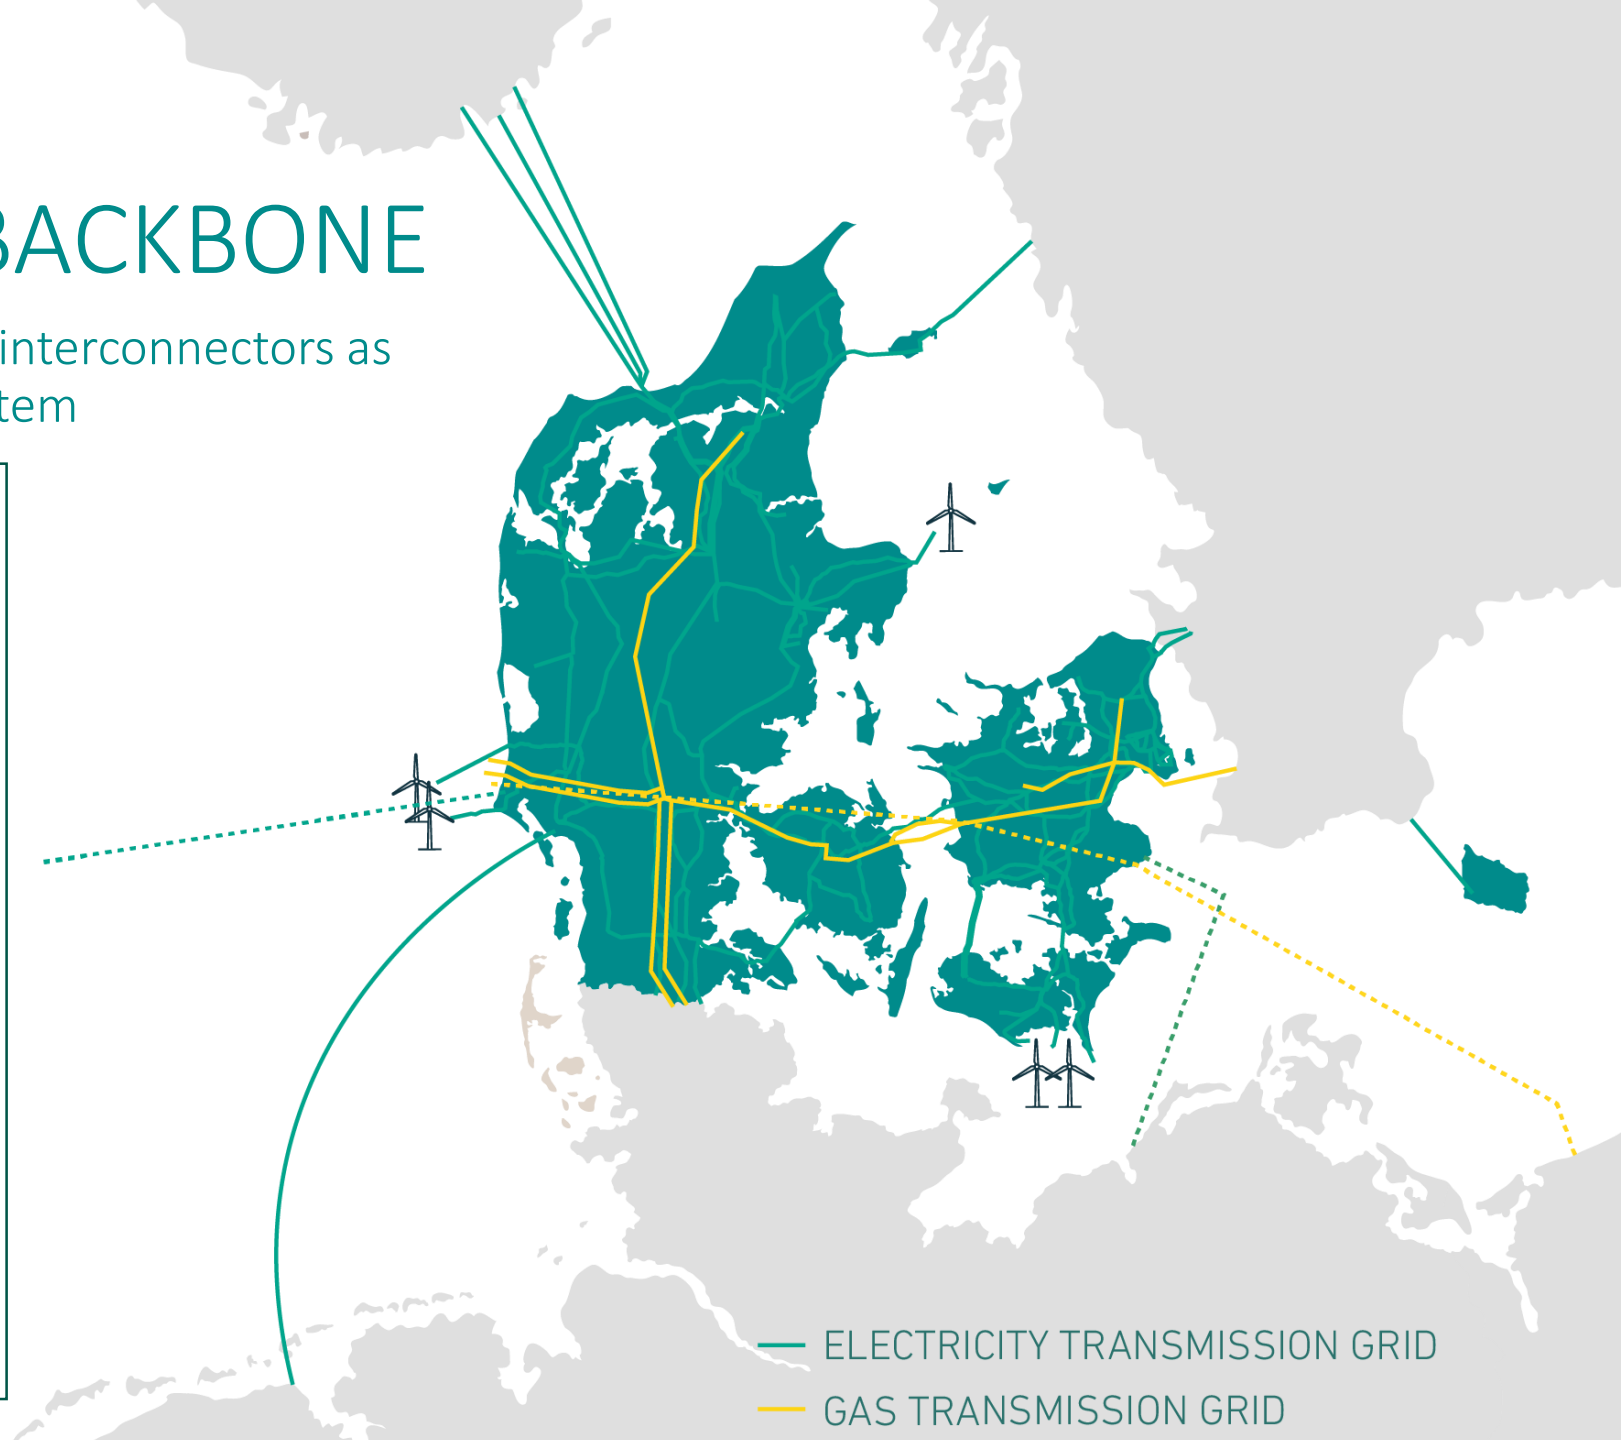 BACKBONE
interconnectors as
tem
ELECTRICITY TRANSMISSION GRID
GAS TRANSMISSION GRID